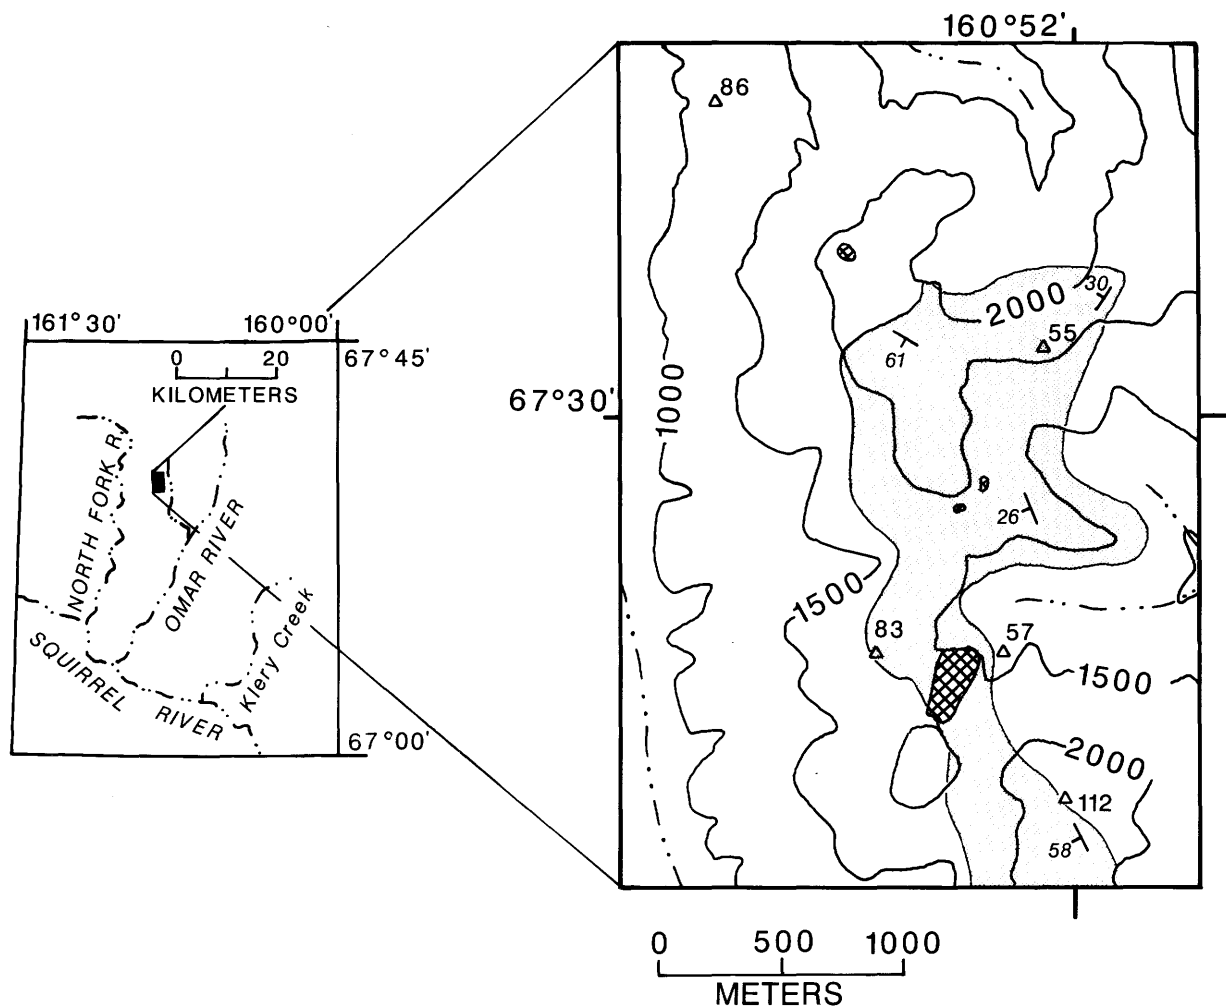 160°52'
86
2000
30
55
61
67°30'
1000
26
1500
83
57
1500
2000
112
58
0 500 1000
METERS
161°30' 160°00'
67°45'
0 20
KILOMETERS
NORTH FORK R.
OMAR RIVER
Klery Creek
SQUIRREL RIVER
67°00'